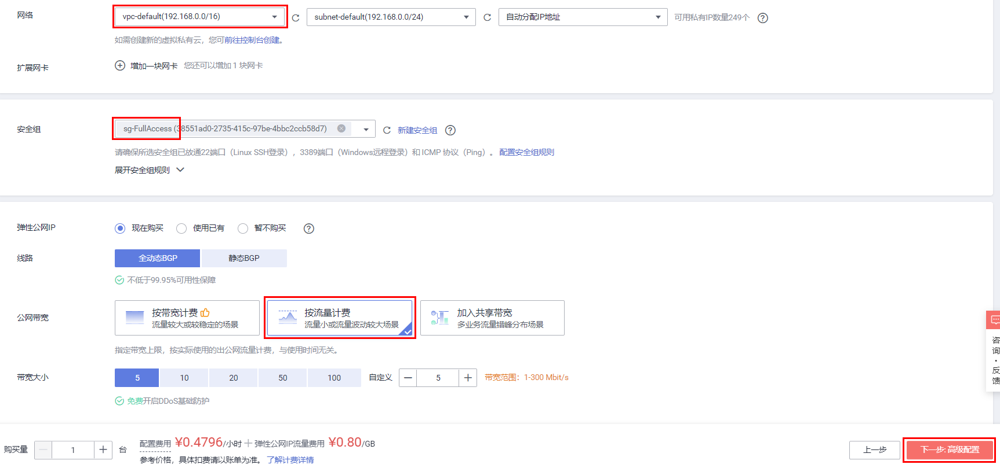 网络 vpc-default(192.168.0.0/16) subnet-default(192.168.0.0/24) 自动分配IP地址 可用私有IP数量249个
如需创建新的虚拟私有云，您可前往控制台创建。
扩展网卡 增加一块网卡 您还可以增加 1 块网卡
安全组 sg-FullAccess (38551ad0-2735-415c-97be-4bbc2ccb58d7) 新建安全组
请确保所选安全组已放通22端口（Linux SSH登录），3389端口（Windows远程登录）和 ICMP 协议（Ping）。 配置安全组规则
展开安全组规则
弹性公网IP 现在购买 使用已有 暂不购买
线路 全动态BGP 静态BGP
不低于99.95%可用性保障
公网带宽 按带宽计费 按流量计费 加入共享带宽
流量较大或较稳定的场景 流量小或流量波动较大场景 多业务流量错峰分布场景
指定带宽上限，按实际使用的出公网流量计费，与使用时间无关。
带宽大小 5 10 20 50 100 自定义 5 带宽范围：1-300 Mbit/s
免费开启DDoS基础防护
购买量 1 台 配置费用 ¥0.4796/小时 + 弹性公网IP流量费用 ¥0.80/GB 上一步 下一步: 高级配置
参考价格，具体扣费请以账单为准。 了解计费详情
咨
询
·
反
馈